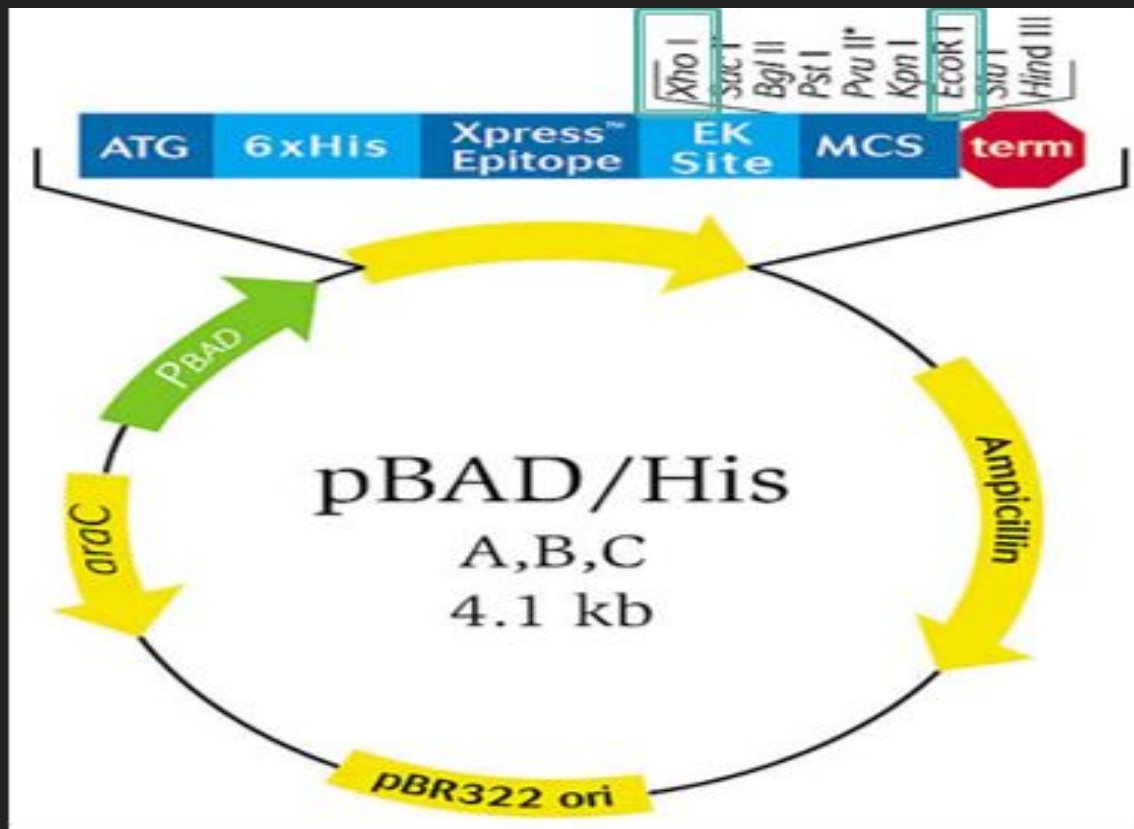 Xho I
Sac I
Bgl II
Pst I
Pvu II*
Kpn I
EcoR I
Stu I
Hind III
ATG
6xHis
Xpress™
Epitope
EK
Site
MCS
term
PBAD
araC
Ampicillin
pBAD/His
A,B,C
4.1 kb
pBR322 ori